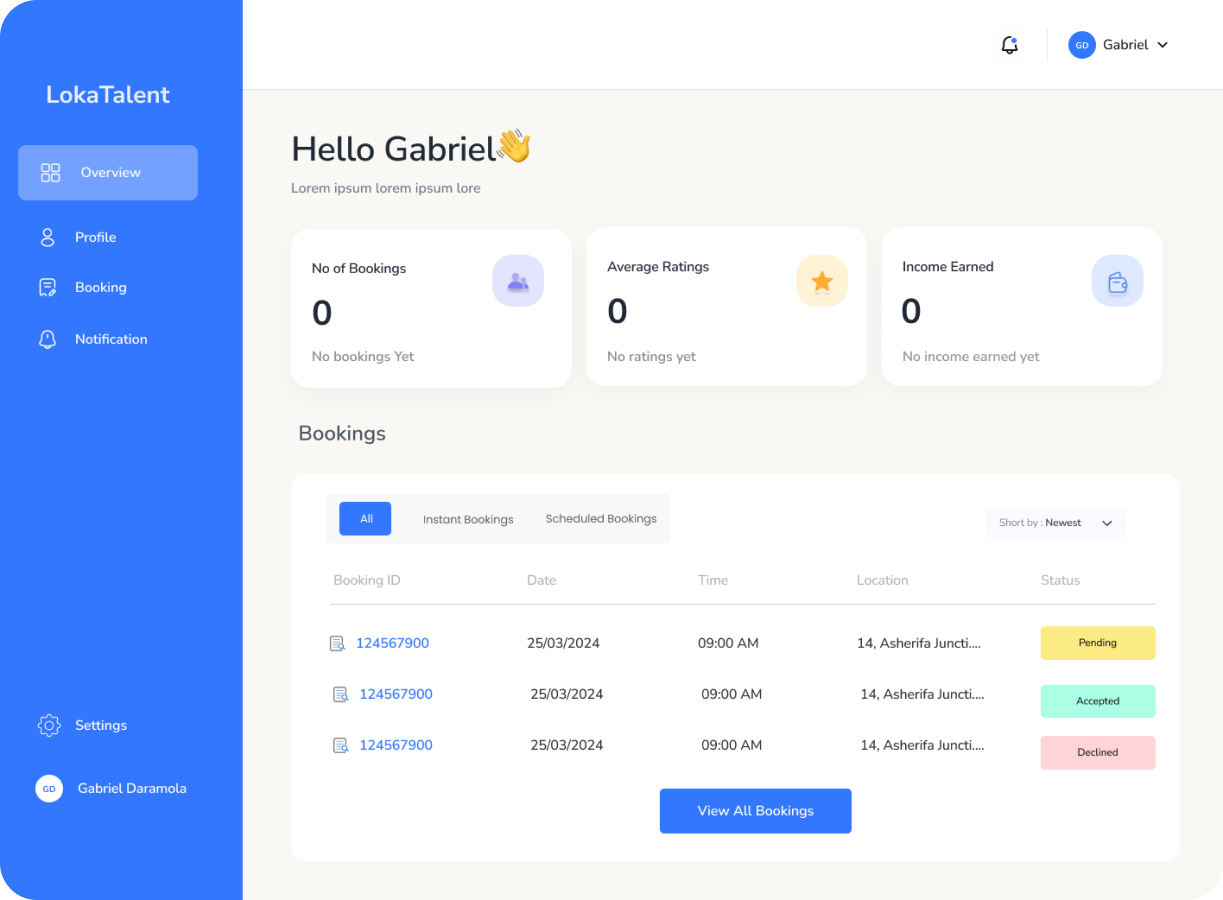 LokaTalent
Overview
Profile
Booking
Notification
Settings
GD Gabriel Daramola
GD Gabriel
Hello Gabriel👋
Lorem ipsum lorem ipsum lore
No of Bookings
0
No bookings Yet
Average Ratings
0
No ratings yet
Income Earned
0
No income earned yet
Bookings
All Instant Bookings Scheduled Bookings
Short by : Newest
Booking ID Date Time Location Status
124567900 25/03/2024 09:00 AM 14, Asherifa Juncti.... Pending
124567900 25/03/2024 09:00 AM 14, Asherifa Juncti.... Accepted
124567900 25/03/2024 09:00 AM 14, Asherifa Juncti.... Declined
View All Bookings